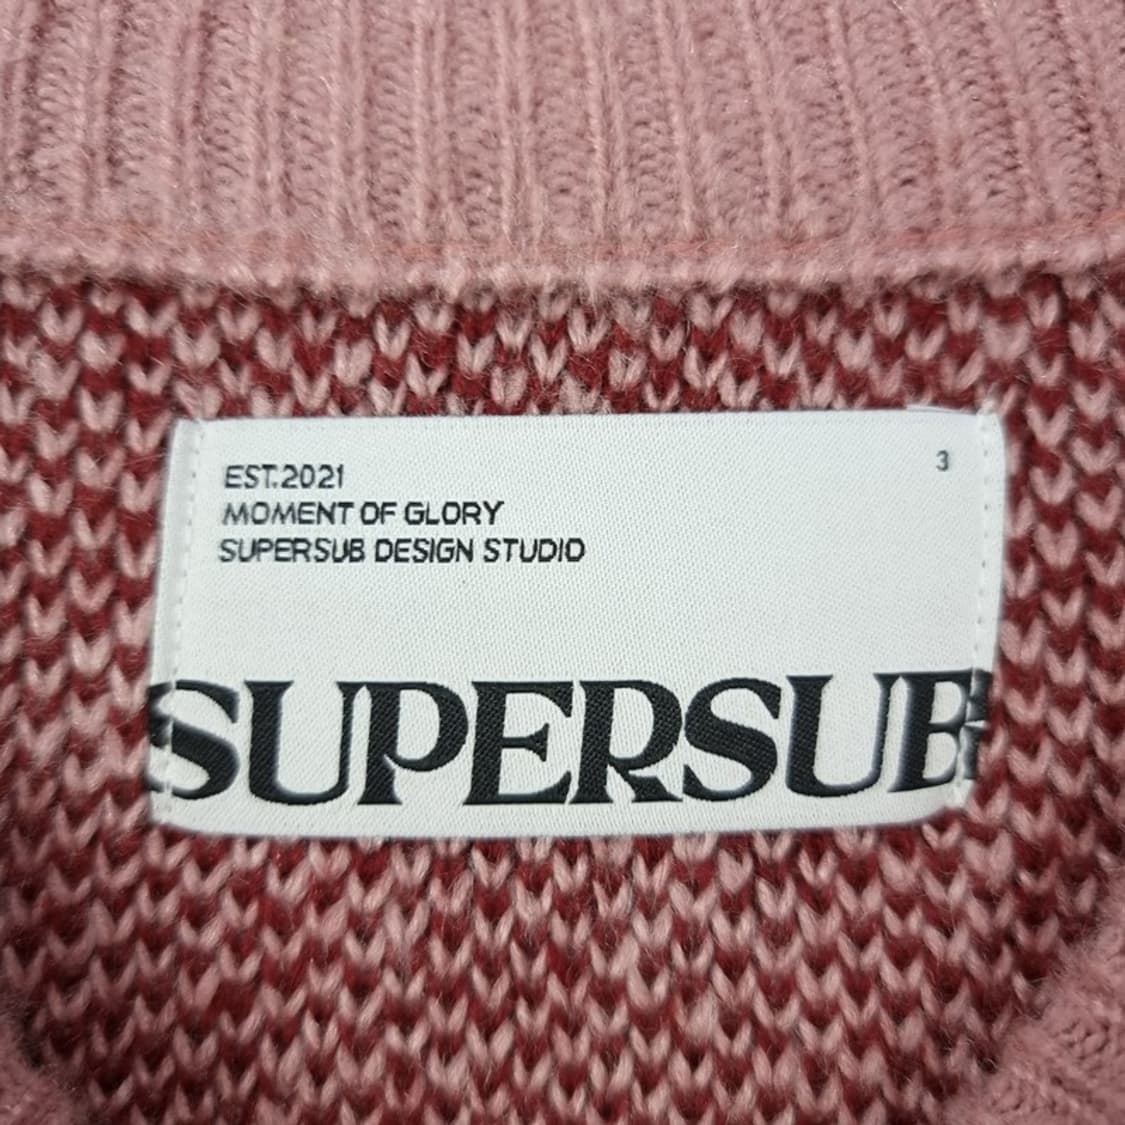 EST.2021
3
MOMENT OF GLORY
SUPERSUB DESIGN STUDIO
SUPERSUB